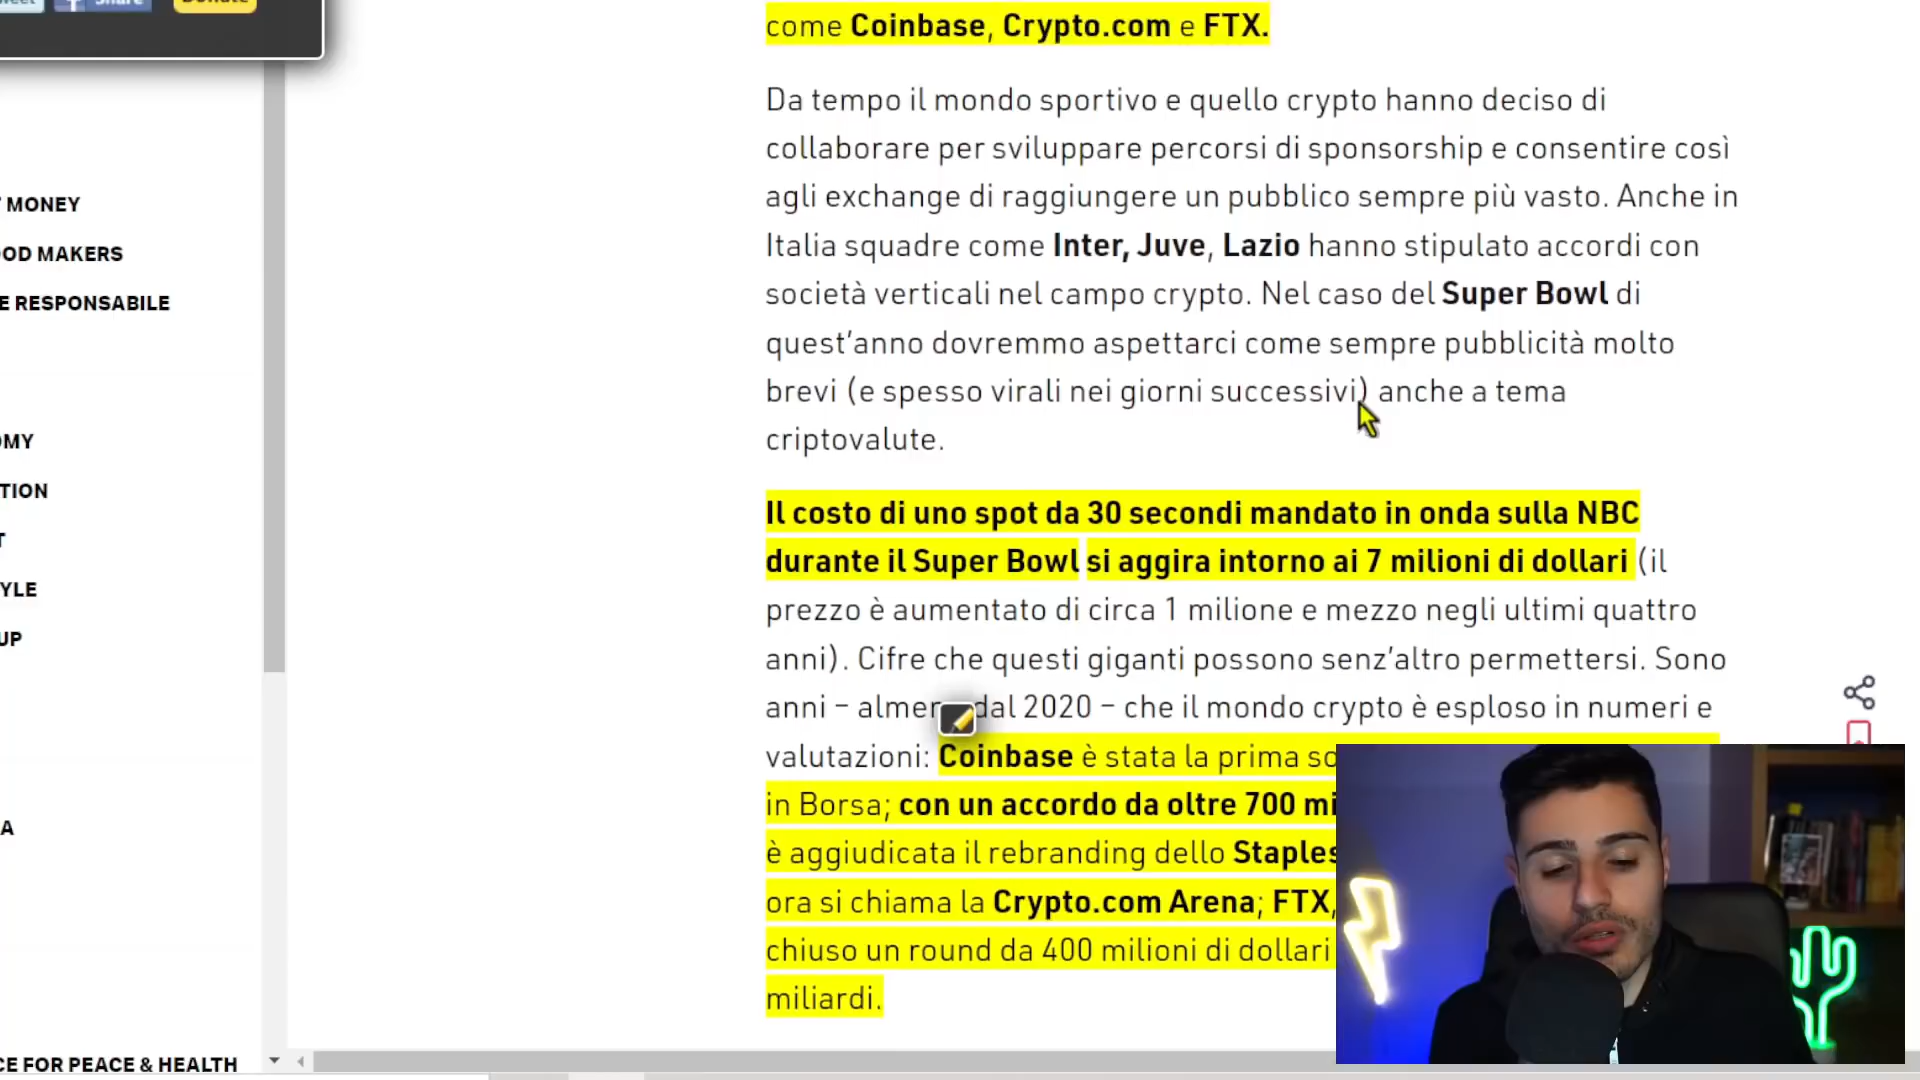 Share
Donate
MONEY
OD MAKERS
E RESPONSABILE
OMY
TION
T
YLE
UP
A
CE FOR PEACE & HEALTH
come Coinbase, Crypto.com e FTX.
Da tempo il mondo sportivo e quello crypto hanno deciso di
collaborare per sviluppare percorsi di sponsorship e consentire così
agli exchange di raggiungere un pubblico sempre più vasto. Anche in
Italia squadre come Inter, Juve, Lazio hanno stipulato accordi con
società verticali nel campo crypto. Nel caso del Super Bowl di
quest’anno dovremmo aspettarci come sempre pubblicità molto
brevi (e spesso virali nei giorni successivi) anche a tema
criptovalute.
Il costo di uno spot da 30 secondi mandato in onda sulla NBC
durante il Super Bowl si aggira intorno ai 7 milioni di dollari (il
prezzo è aumentato di circa 1 milione e mezzo negli ultimi quattro
anni). Cifre che questi giganti possono senz’altro permettersi. Sono
anni – almen dal 2020 – che il mondo crypto è esploso in numeri e
valutazioni: Coinbase è stata la prima so
in Borsa; con un accordo da oltre 700 mi
è aggiudicata il rebranding dello Staples
ora si chiama la Crypto.com Arena; FTX,
chiuso un round da 400 milioni di dollari
miliardi.